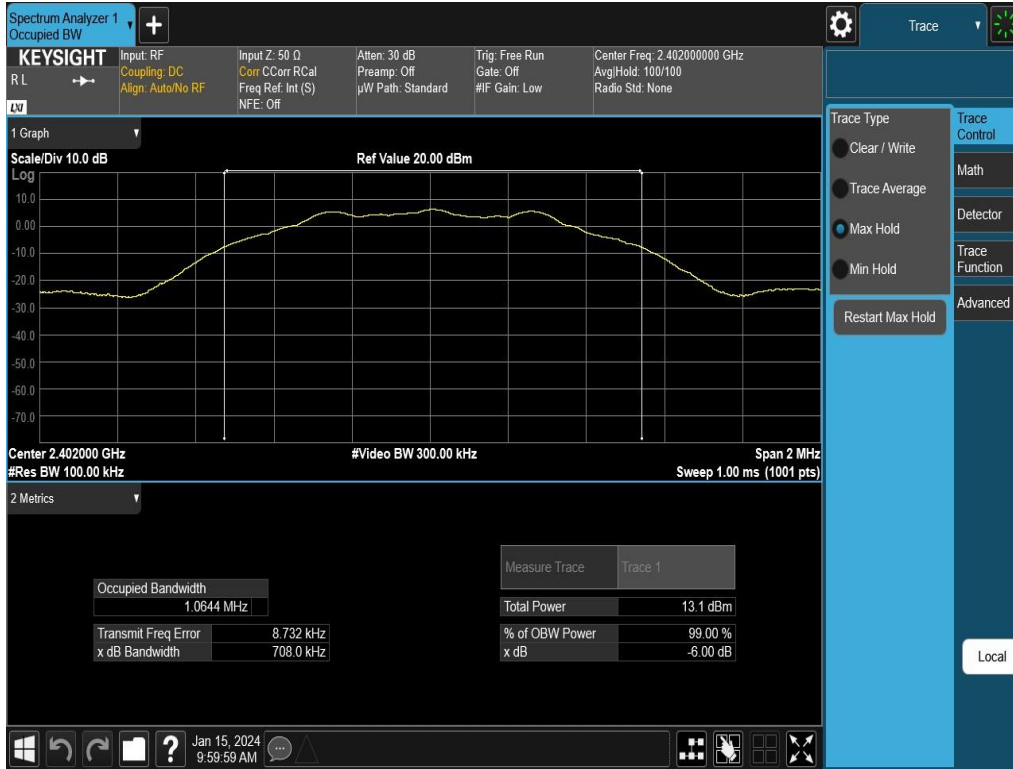 Spectrum Analyzer 1
Occupied BW
+
Trace
KEYSIGHT
R L
LXI
Input: RF
Coupling: DC
Align: Auto/No RF
Input Z: 50 Ω
Corr CCorr RCal
Freq Ref: Int (S)
NFE: Off
Atten: 30 dB
Preamp: Off
µW Path: Standard
Trig: Free Run
Gate: Off
#IF Gain: Low
Center Freq: 2.402000000 GHz
Avg|Hold: 100/100
Radio Std: None
1 Graph
Scale/Div 10.0 dB
Ref Value 20.00 dBm
Log
10.0
0.00
-10.0
-20.0
-30.0
-40.0
-50.0
-60.0
-70.0
Center 2.402000 GHz
#Video BW 300.00 kHz
Span 2 MHz
#Res BW 100.00 kHz
Sweep 1.00 ms (1001 pts)
2 Metrics
Measure Trace
Trace 1
Occupied Bandwidth
1.0644 MHz
Total Power
13.1 dBm
Transmit Freq Error
8.732 kHz
% of OBW Power
99.00 %
x dB Bandwidth
708.0 kHz
x dB
-6.00 dB
Trace Type
Clear / Write
Trace Average
Max Hold
Min Hold
Restart Max Hold
Trace
Control
Math
Detector
Trace
Function
Advanced
Local
?
Jan 15, 2024
9:59:59 AM